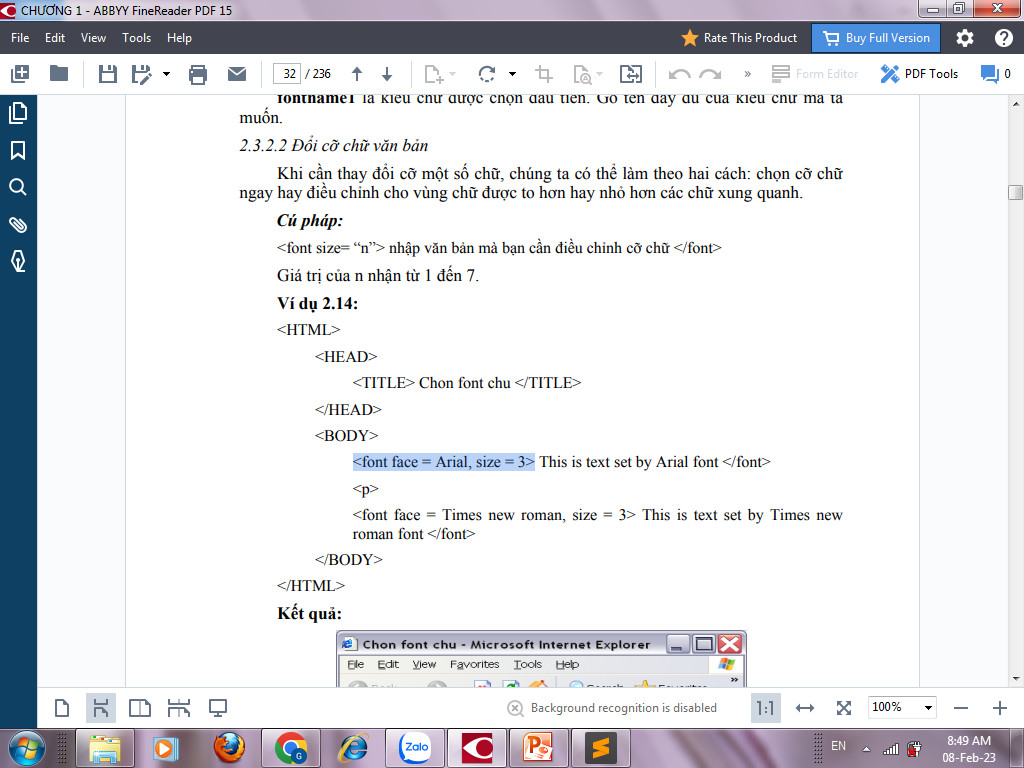 CHƯƠNG 1 - ABBYY FineReader PDF 15
File Edit View Tools Help Rate This Product Buy Full Version
32 / 236 » Form Editor PDF Tools 0
fontname1 là kiểu chữ được chọn đầu tiên. Gõ tên đầy đủ của kiểu chữ mà ta
muốn.
2.3.2.2 Đổi cỡ chữ văn bản
Khi cần thay đổi cỡ một số chữ, chúng ta có thể làm theo hai cách: chọn cỡ chữ
ngay hay điều chỉnh cho vùng chữ được to hơn hay nhỏ hơn các chữ xung quanh.
Cú pháp:
<font size= “n”> nhập văn bản mà bạn cần điều chỉnh cỡ chữ </font>
Giá trị của n nhận từ 1 đến 7.
Ví dụ 2.14:
<HTML>
<HEAD>
<TITLE> Chon font chu </TITLE>
</HEAD>
<BODY>
<font face = Arial, size = 3> This is text set by Arial font </font>
<p>
<font face = Times new roman, size = 3> This is text set by Times new
roman font </font>
</BODY>
</HTML>
Kết quả:
Chon font chu - Microsoft Internet Explorer
File Edit View Favorites Tools Help
Back Search Favorites »
Background recognition is disabled 1:1 100%
Zalo EN 8:49 AM
08-Feb-23